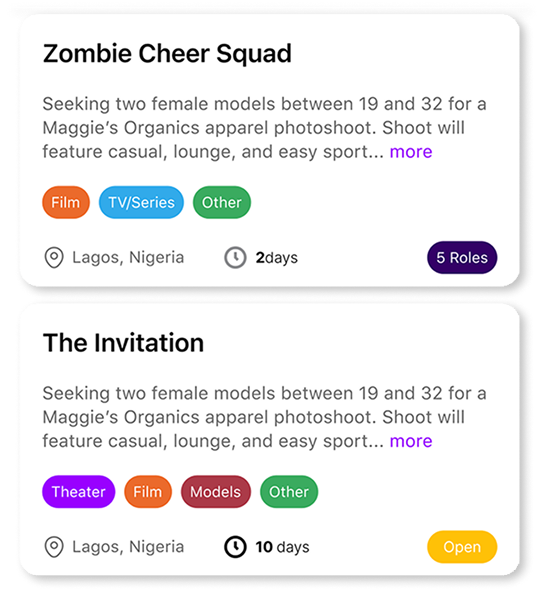 Zombie Cheer Squad
Seeking two female models between 19 and 32 for a
Maggie’s Organics apparel photoshoot. Shoot will
feature casual, lounge, and easy sport... more
Film TV/Series Other
Lagos, Nigeria 2days 5 Roles
The Invitation
Seeking two female models between 19 and 32 for a
Maggie’s Organics apparel photoshoot. Shoot will
feature casual, lounge, and easy sport... more
Theater Film Models Other
Lagos, Nigeria 10 days Open